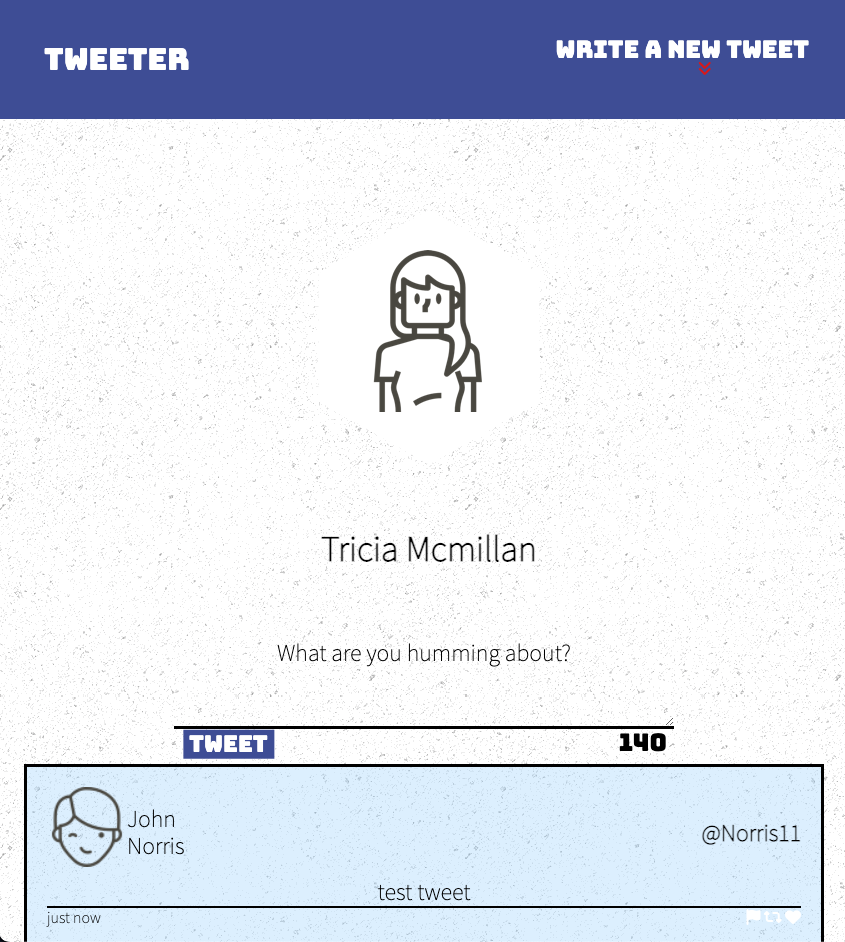 TWEETER
WRITE A NEW TWEET
Tricia Mcmillan
What are you humming about?
TWEET
140
John
Norris
@Norris11
test tweet
just now